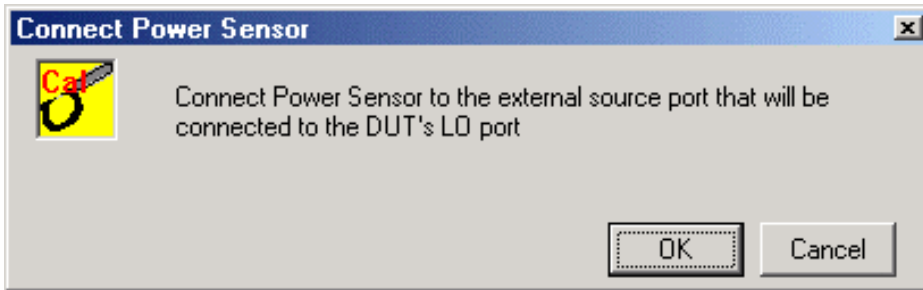 Connect Power Sensor
Cal
Connect Power Sensor to the external source port that will be
connected to the DUT's LO port
OK
Cancel